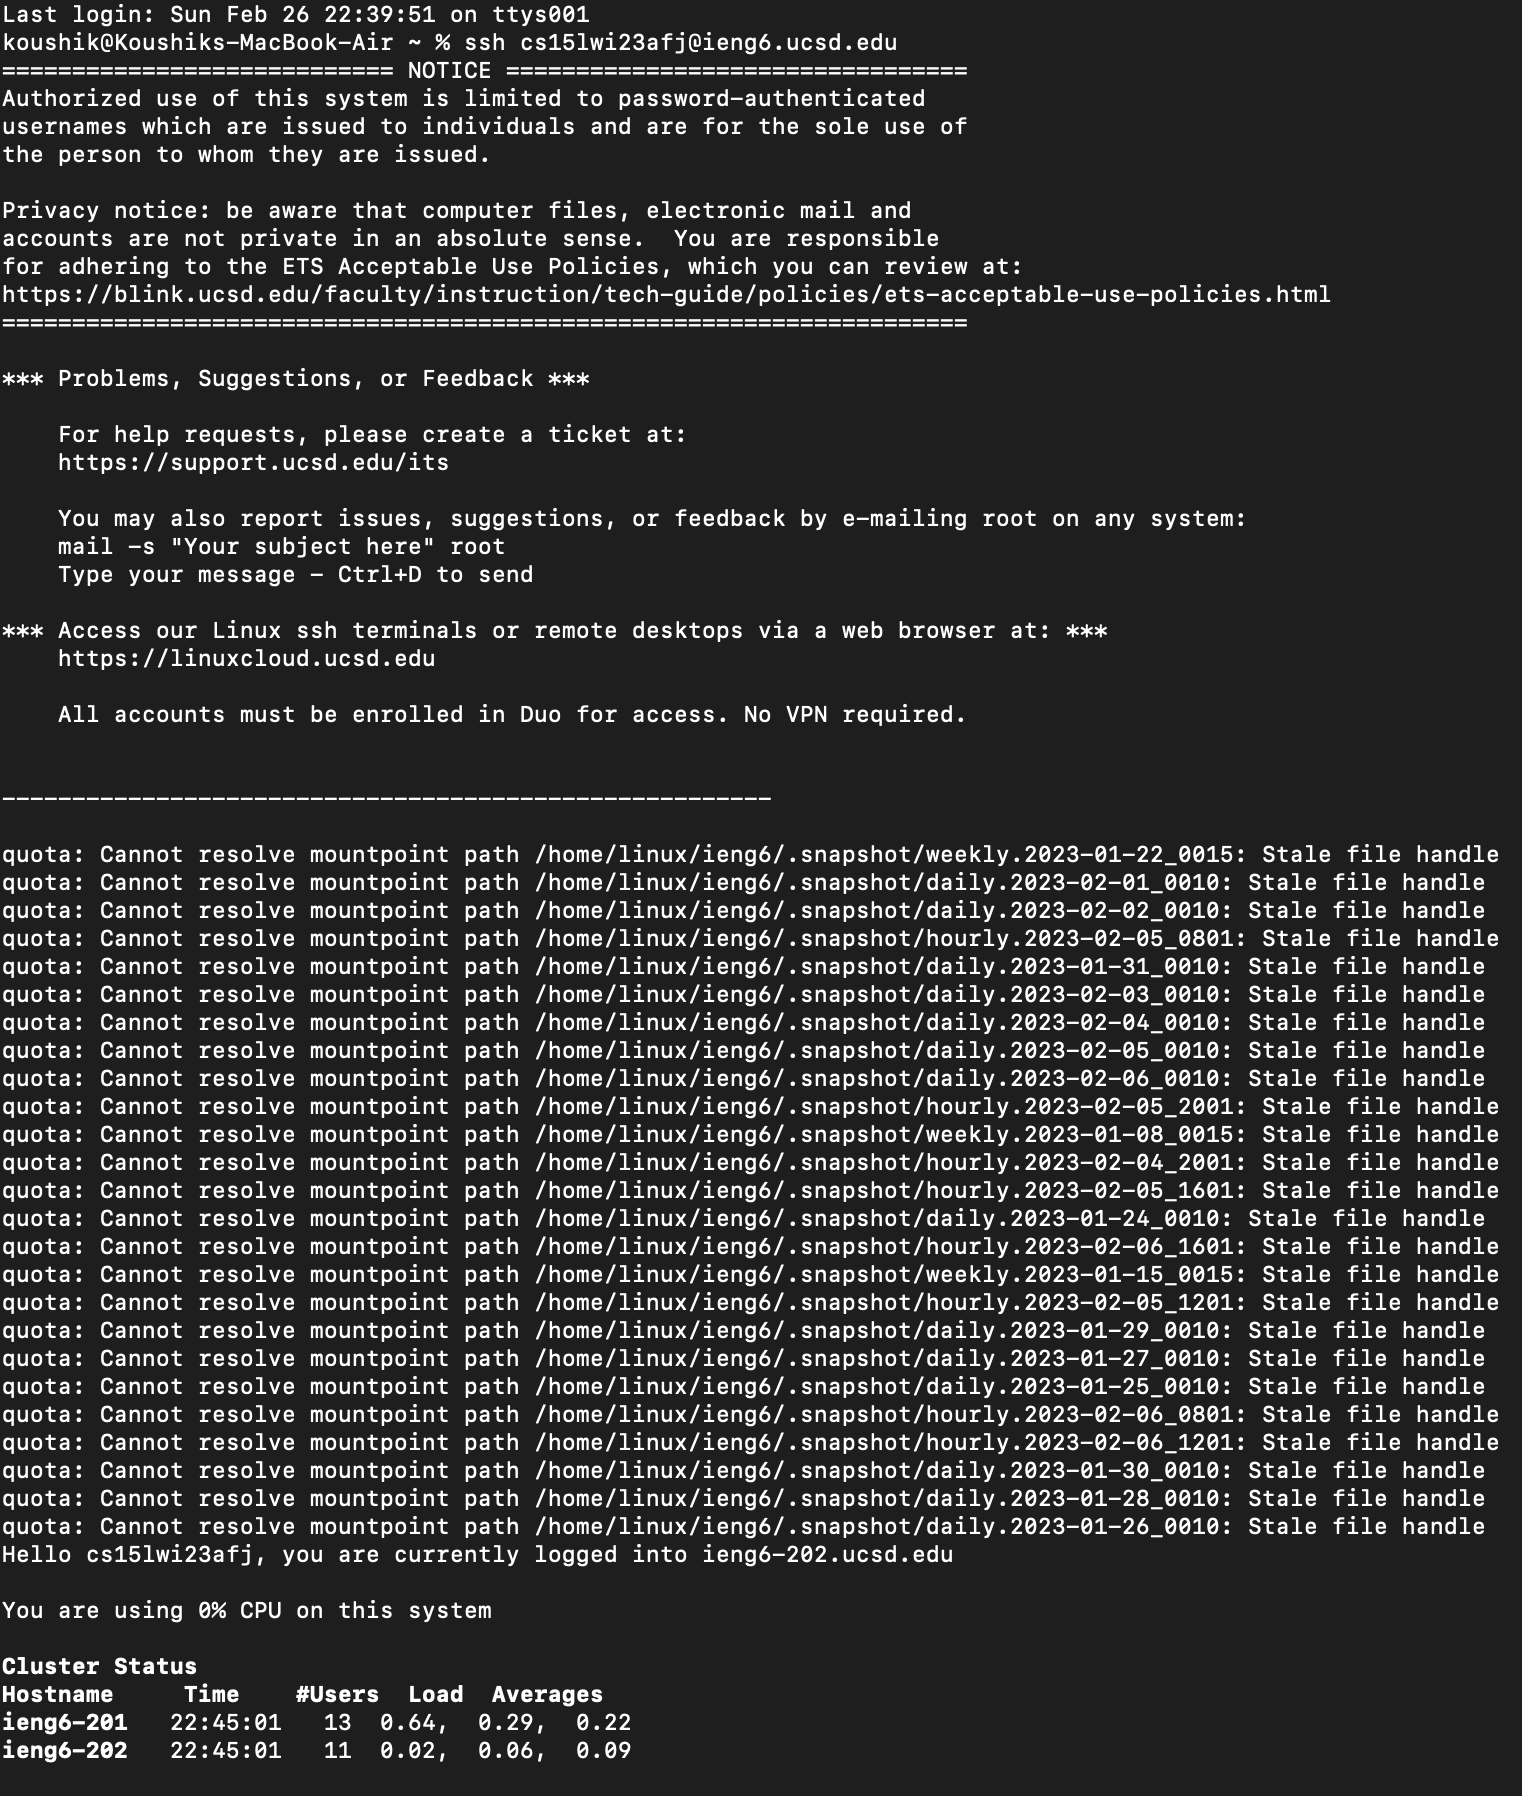 Last login: Sun Feb 26 22:39:51 on ttys001
koushik@Koushiks-MacBook-Air ~ % ssh cs15lwi23afj@ieng6.ucsd.edu
============================ NOTICE =================================
Authorized use of this system is limited to password-authenticated
usernames which are issued to individuals and are for the sole use of
the person to whom they are issued.

Privacy notice: be aware that computer files, electronic mail and
accounts are not private in an absolute sense.  You are responsible
for adhering to the ETS Acceptable Use Policies, which you can review at:
https://blink.ucsd.edu/faculty/instruction/tech-guide/policies/ets-acceptable-use-policies.html
=====================================================================

*** Problems, Suggestions, or Feedback ***

    For help requests, please create a ticket at:
    https://support.ucsd.edu/its

    You may also report issues, suggestions, or feedback by e-mailing root on any system:
    mail -s "Your subject here" root
    Type your message - Ctrl+D to send

*** Access our Linux ssh terminals or remote desktops via a web browser at: ***
    https://linuxcloud.ucsd.edu

    All accounts must be enrolled in Duo for access. No VPN required.

-------------------------------------------------------

quota: Cannot resolve mountpoint path /home/linux/ieng6/.snapshot/weekly.2023-01-22_0015: Stale file handle
quota: Cannot resolve mountpoint path /home/linux/ieng6/.snapshot/daily.2023-02-01_0010: Stale file handle
quota: Cannot resolve mountpoint path /home/linux/ieng6/.snapshot/daily.2023-02-02_0010: Stale file handle
quota: Cannot resolve mountpoint path /home/linux/ieng6/.snapshot/hourly.2023-02-05_0801: Stale file handle
quota: Cannot resolve mountpoint path /home/linux/ieng6/.snapshot/daily.2023-01-31_0010: Stale file handle
quota: Cannot resolve mountpoint path /home/linux/ieng6/.snapshot/daily.2023-02-03_0010: Stale file handle
quota: Cannot resolve mountpoint path /home/linux/ieng6/.snapshot/daily.2023-02-04_0010: Stale file handle
quota: Cannot resolve mountpoint path /home/linux/ieng6/.snapshot/daily.2023-02-05_0010: Stale file handle
quota: Cannot resolve mountpoint path /home/linux/ieng6/.snapshot/daily.2023-02-06_0010: Stale file handle
quota: Cannot resolve mountpoint path /home/linux/ieng6/.snapshot/hourly.2023-02-05_2001: Stale file handle
quota: Cannot resolve mountpoint path /home/linux/ieng6/.snapshot/weekly.2023-01-08_0015: Stale file handle
quota: Cannot resolve mountpoint path /home/linux/ieng6/.snapshot/hourly.2023-02-04_2001: Stale file handle
quota: Cannot resolve mountpoint path /home/linux/ieng6/.snapshot/hourly.2023-02-05_1601: Stale file handle
quota: Cannot resolve mountpoint path /home/linux/ieng6/.snapshot/daily.2023-01-24_0010: Stale file handle
quota: Cannot resolve mountpoint path /home/linux/ieng6/.snapshot/hourly.2023-02-06_1601: Stale file handle
quota: Cannot resolve mountpoint path /home/linux/ieng6/.snapshot/weekly.2023-01-15_0015: Stale file handle
quota: Cannot resolve mountpoint path /home/linux/ieng6/.snapshot/hourly.2023-02-05_1201: Stale file handle
quota: Cannot resolve mountpoint path /home/linux/ieng6/.snapshot/daily.2023-01-29_0010: Stale file handle
quota: Cannot resolve mountpoint path /home/linux/ieng6/.snapshot/daily.2023-01-27_0010: Stale file handle
quota: Cannot resolve mountpoint path /home/linux/ieng6/.snapshot/daily.2023-01-25_0010: Stale file handle
quota: Cannot resolve mountpoint path /home/linux/ieng6/.snapshot/hourly.2023-02-06_0801: Stale file handle
quota: Cannot resolve mountpoint path /home/linux/ieng6/.snapshot/hourly.2023-02-06_1201: Stale file handle
quota: Cannot resolve mountpoint path /home/linux/ieng6/.snapshot/daily.2023-01-30_0010: Stale file handle
quota: Cannot resolve mountpoint path /home/linux/ieng6/.snapshot/daily.2023-01-28_0010: Stale file handle
quota: Cannot resolve mountpoint path /home/linux/ieng6/.snapshot/daily.2023-01-26_0010: Stale file handle
Hello cs15lwi23afj, you are currently logged into ieng6-202.ucsd.edu

You are using 0% CPU on this system

Cluster Status
Hostname     Time    #Users  Load  Averages
ieng6-201   22:45:01   13  0.64,  0.29,  0.22
ieng6-202   22:45:01   11  0.02,  0.06,  0.09